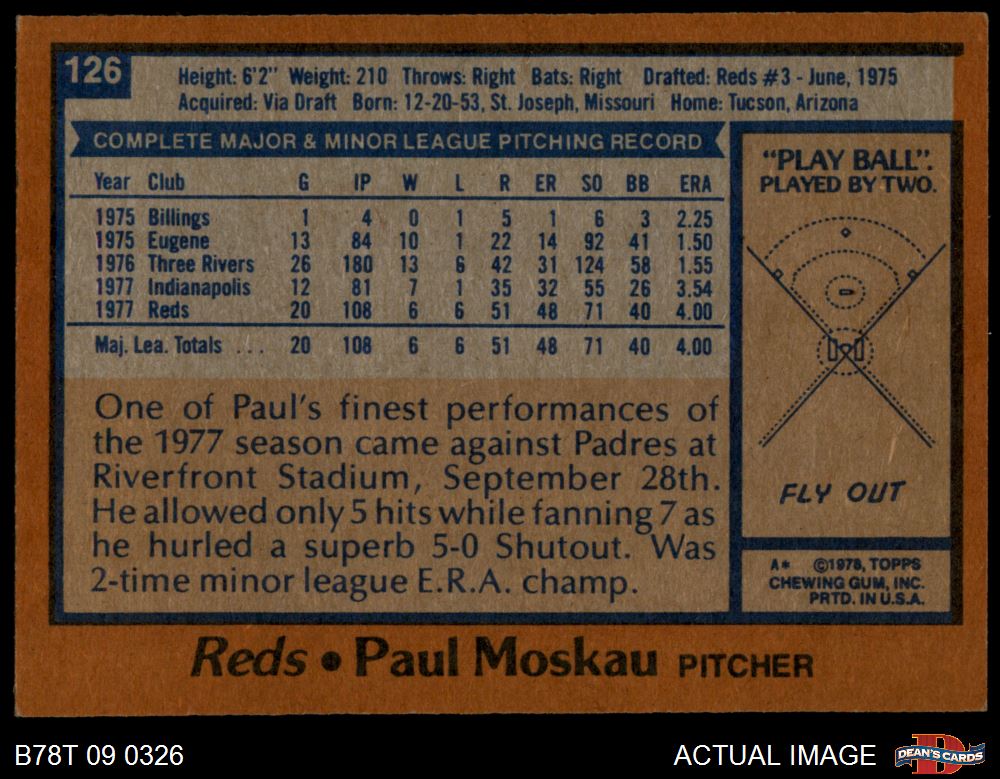 126
Height: 6'2" Weight: 210 Throws: Right Bats: Right Drafted: Reds #3 - June, 1975
Acquired: Via Draft Born: 12-20-53, St. Joseph, Missouri Home: Tucson, Arizona
COMPLETE MAJOR & MINOR LEAGUE PITCHING RECORD
Year Club G IP W L R ER SO BB ERA
1975 Billings 1 4 0 1 5 1 6 3 2.25
1975 Eugene 13 84 10 1 22 14 92 41 1.50
1976 Three Rivers 26 180 13 6 42 31 124 58 1.55
1977 Indianapolis 12 81 7 1 35 32 55 26 3.54
1977 Reds 20 108 6 6 51 48 71 40 4.00
Maj. Lea. Totals ... 20 108 6 6 51 48 71 40 4.00
One of Paul's finest performances of
the 1977 season came against Padres at
Riverfront Stadium, September 28th.
He allowed only 5 hits while fanning 7 as
he hurled a superb 5-0 Shutout. Was
2-time minor league E.R.A. champ.
"PLAY BALL".
PLAYED BY TWO.
FLY OUT
A* ©1978, TOPPS
CHEWING GUM, INC.
PRTD. IN U.S.A.
Reds • Paul Moskau PITCHER
B78T 09 0326
ACTUAL IMAGE
DEAN'S CARDS